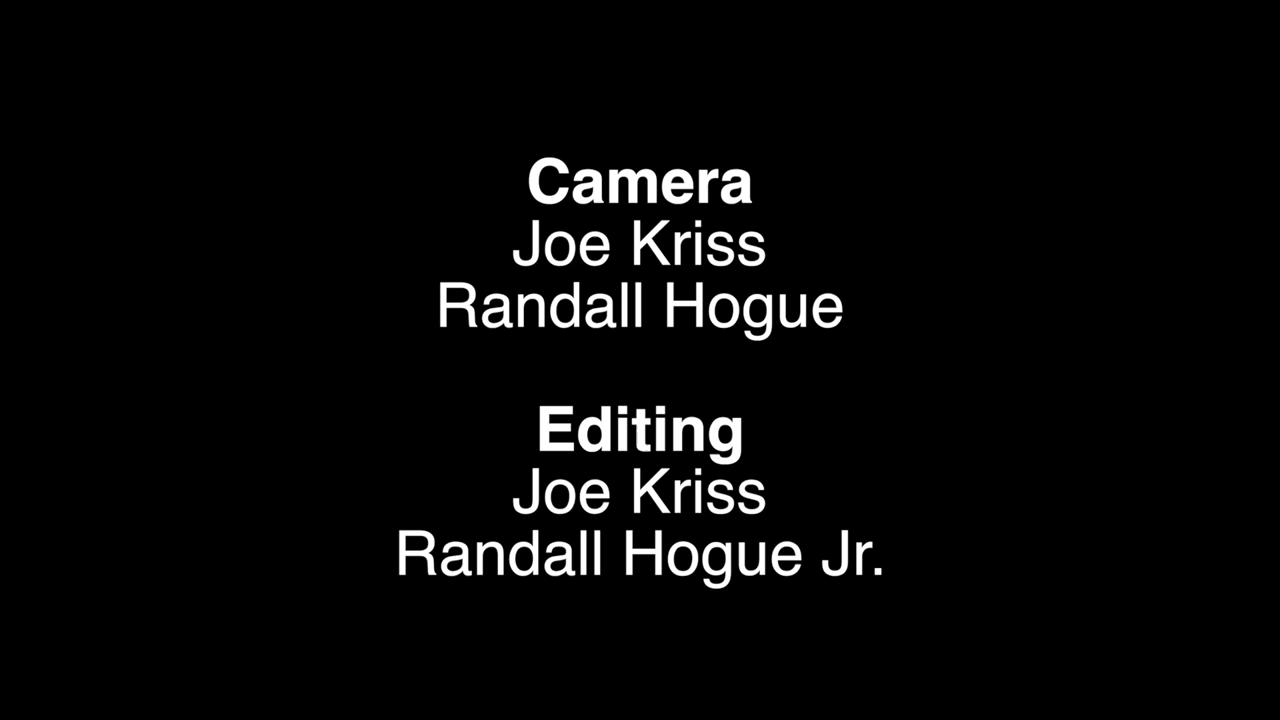 Camera
Joe Kriss
Randall Hogue
Editing
Joe Kriss
Randall Hogue Jr.